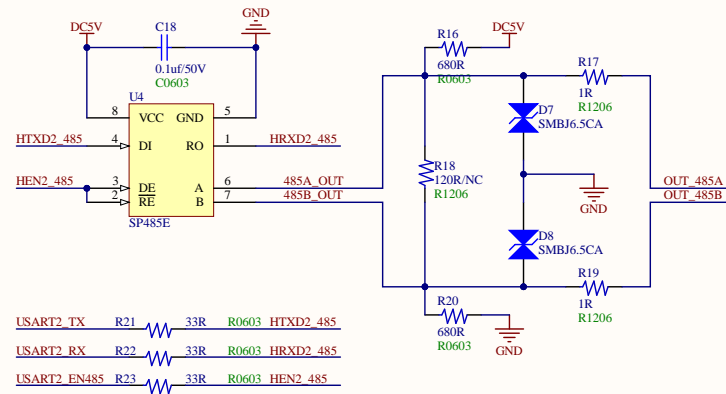 DC5V
C18
0.1uf/50V
C0603
GND
U4
8 VCC GND 5
HTXD2_485 4 DI RO 1 HRXD2_485
HEN2_485 3 DE A 6 485A_OUT
2 RE B 7 485B_OUT
SP485E
R16
680R
R0603
DC5V
R17
1R
R1206
D7
SMBJ6.5CA
R18
120R/NC
R1206
GND
OUT_485A
OUT_485B
D8
SMBJ6.5CA
R19
1R
R1206
R20
680R
R0603
GND
USART2_TX R21 33R R0603 HTXD2_485
USART2_RX R22 33R R0603 HRXD2_485
USART2_EN485 R23 33R R0603 HEN2_485